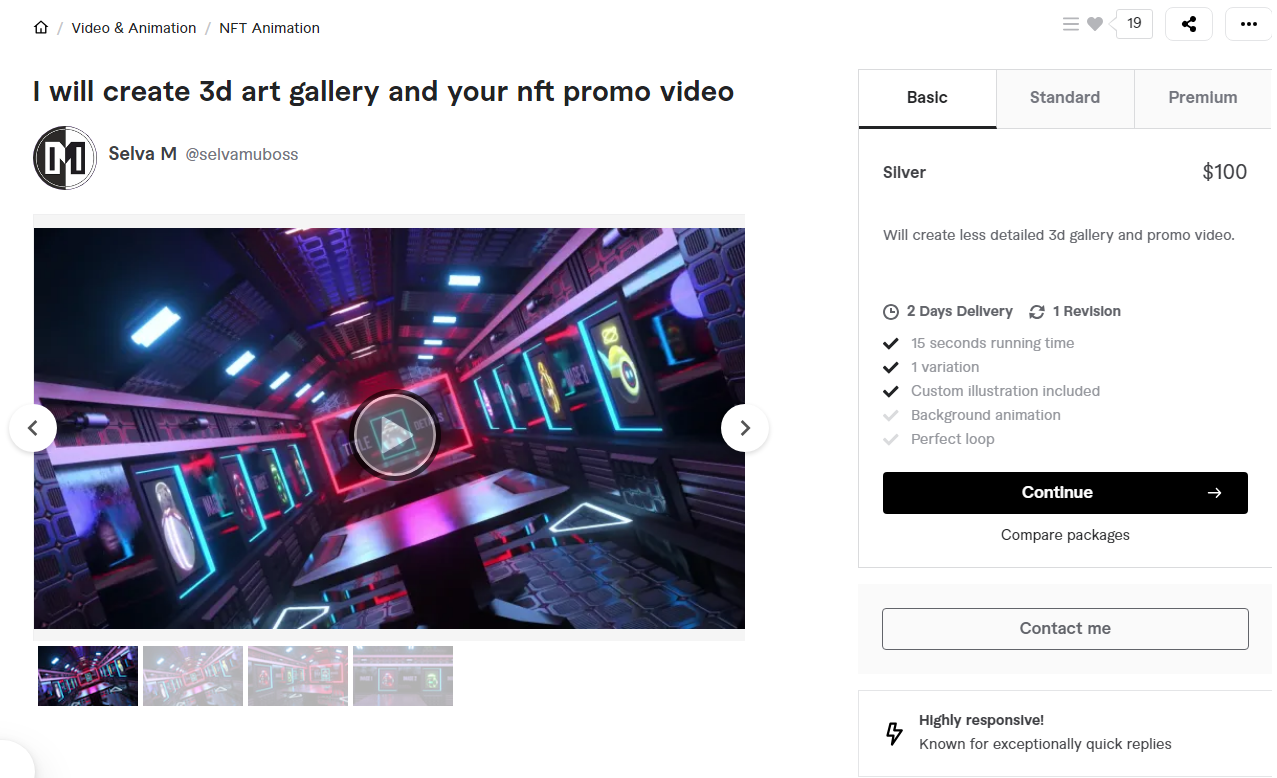 / Video & Animation / NFT Animation
19
I will create 3d art gallery and your nft promo video
M
Selva M @selvamuboss
TITLE
DETAILS
Basic
Standard
Premium
Silver
$100
Will create less detailed 3d gallery and promo video.
2 Days Delivery 1 Revision
15 seconds running time
1 variation
Custom illustration included
Background animation
Perfect loop
Continue
Compare packages
Contact me
Highly responsive!
Known for exceptionally quick replies